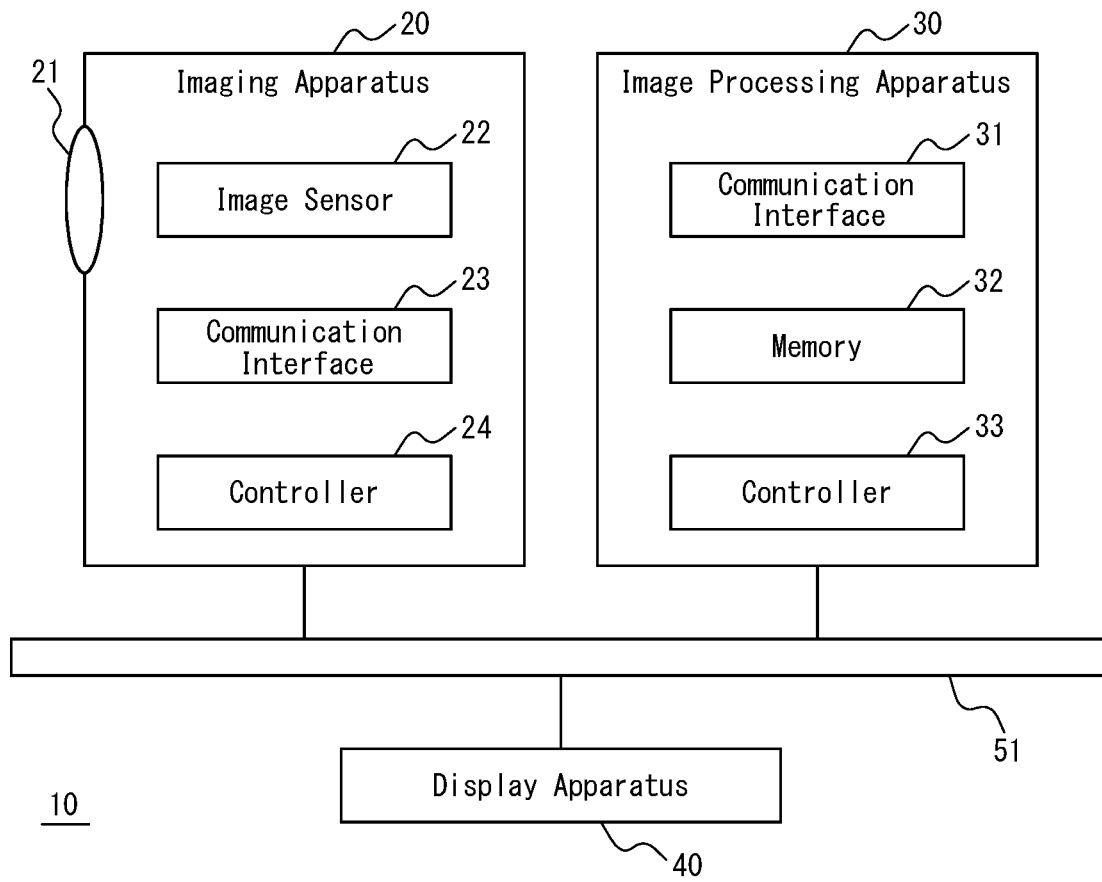 20
30
21
Imaging Apparatus
Image Processing Apparatus
22
31
Image Sensor
Communication
Interface
23
32
Communication
Interface
Memory
24
33
Controller
Controller
51
Display Apparatus
10
40